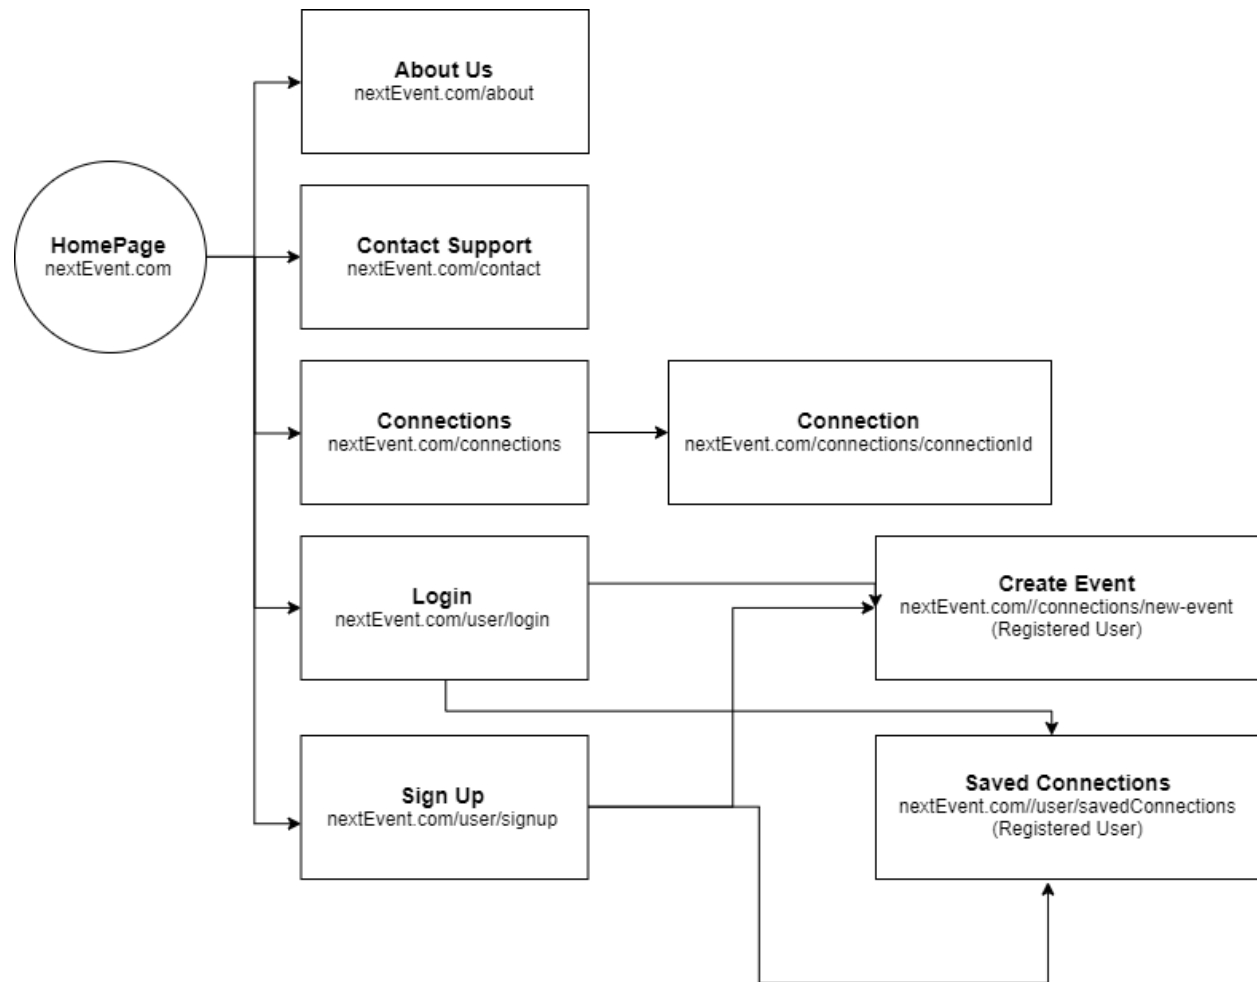 About Us
nextEvent.com/about
HomePage
nextEvent.com
Contact Support
nextEvent.com/contact
Connections
nextEvent.com/connections
Connection
nextEvent.com/connections/connectionId
Login
nextEvent.com/user/login
Create Event
nextEvent.com//connections/new-event
(Registered User)
Sign Up
nextEvent.com/user/signup
Saved Connections
nextEvent.com//user/savedConnections
(Registered User)